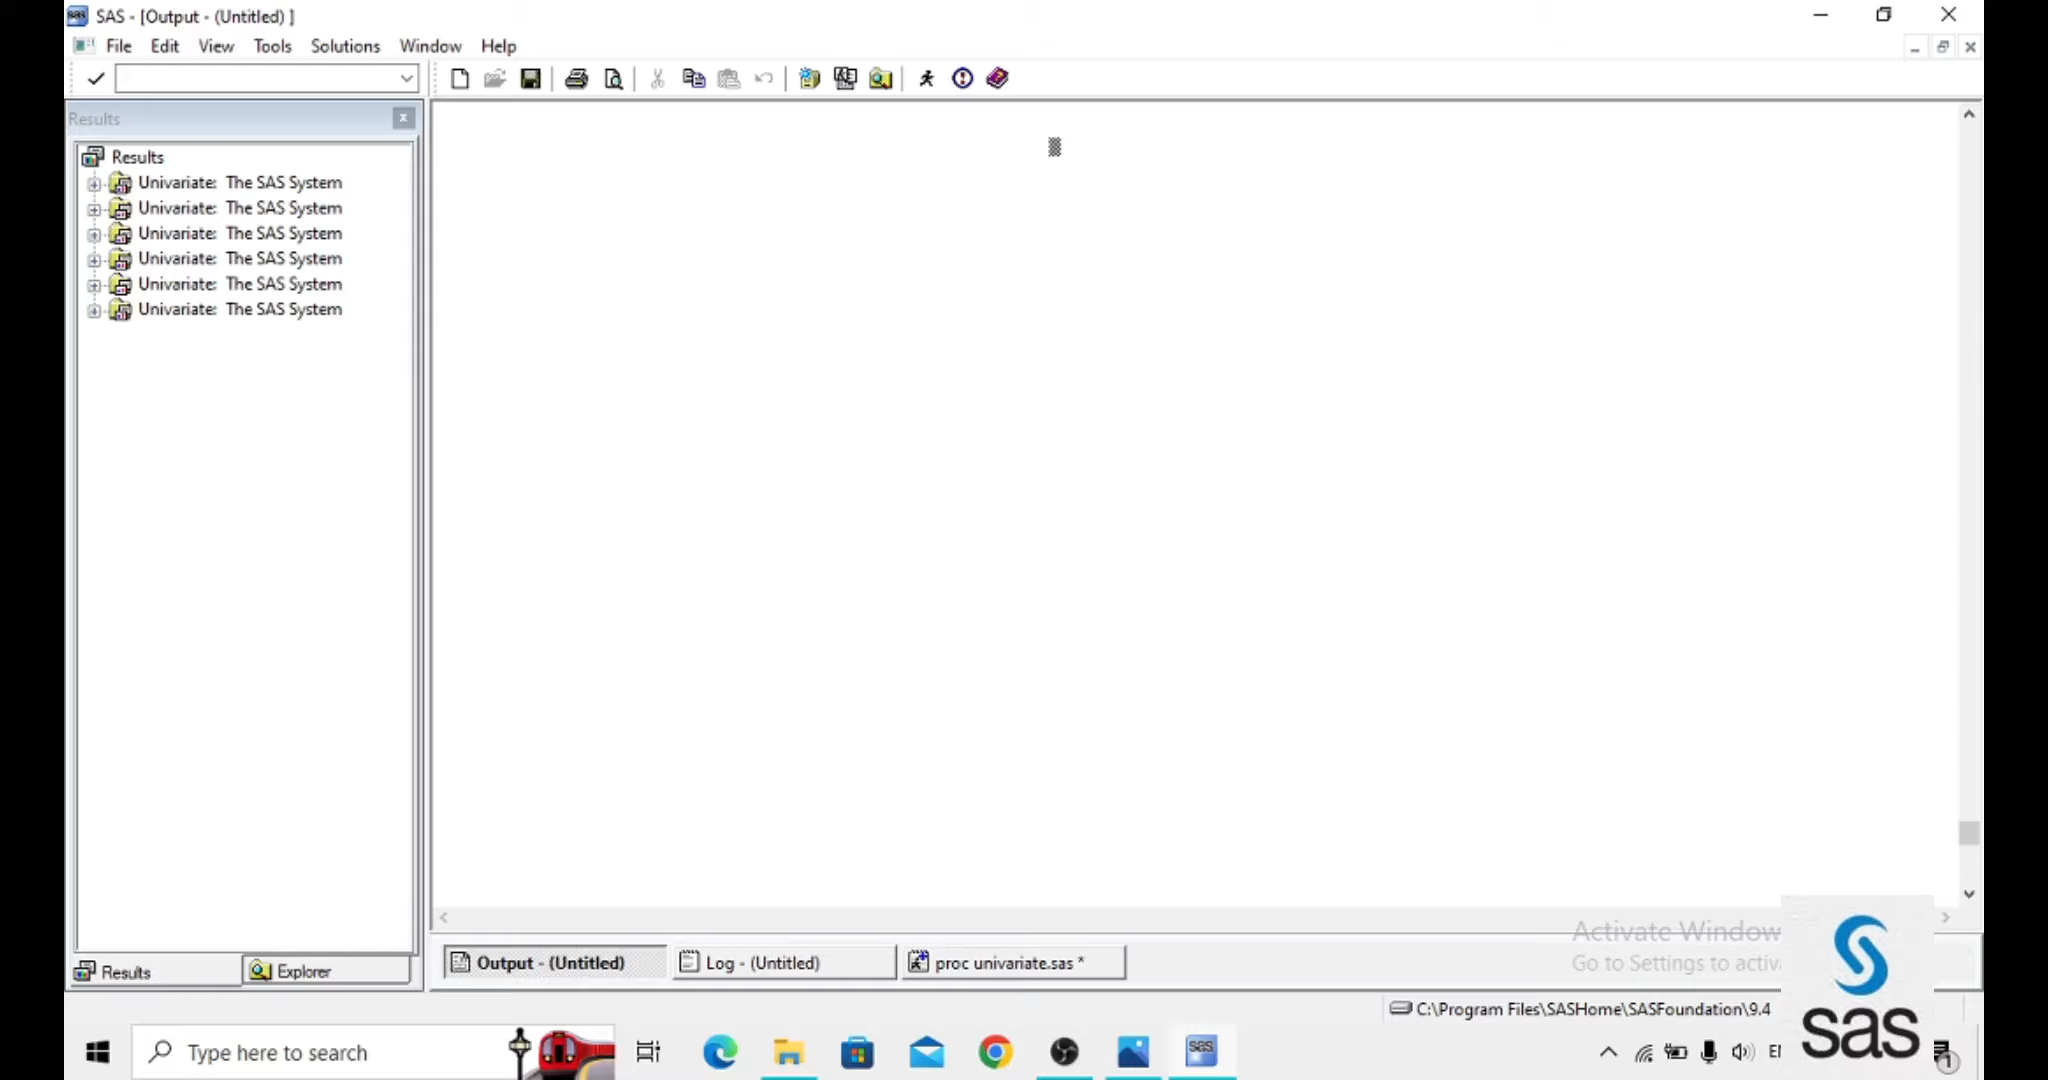 SAS - [Output - (Untitled) ]
File Edit View Tools Solutions Window Help
Results
Results
Univariate: The SAS System
Univariate: The SAS System
Univariate: The SAS System
Univariate: The SAS System
Univariate: The SAS System
Univariate: The SAS System
Activate Window
Go to Settings to activ
Results
Explorer
Output - (Untitled)
Log - (Untitled)
proc univariate.sas *
C:\Program Files\SASHome\SASFoundation\9.4
sas
Type here to search
sas
1